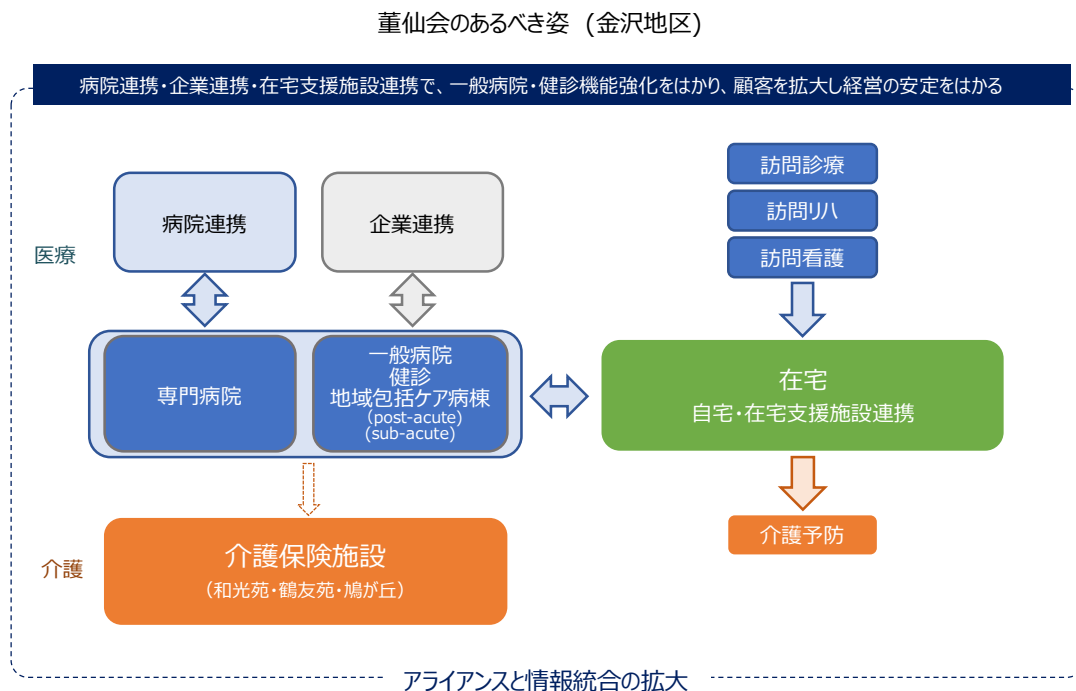 董仙会のあるべき姿 (金沢地区)
病院連携・企業連携・在宅支援施設連携で、一般病院・健診機能強化をはかり、顧客を拡大し経営の安定をはかる
訪問診療
訪問リハ
訪問看護
病院連携
企業連携
医療
専門病院
一般病院
健診
地域包括ケア病棟
(post-acute)
(sub-acute)
在宅
自宅・在宅支援施設連携
介護予防
介護
介護保険施設
(和光苑・鶴友苑・鳩が丘)
アライアンスと情報統合の拡大